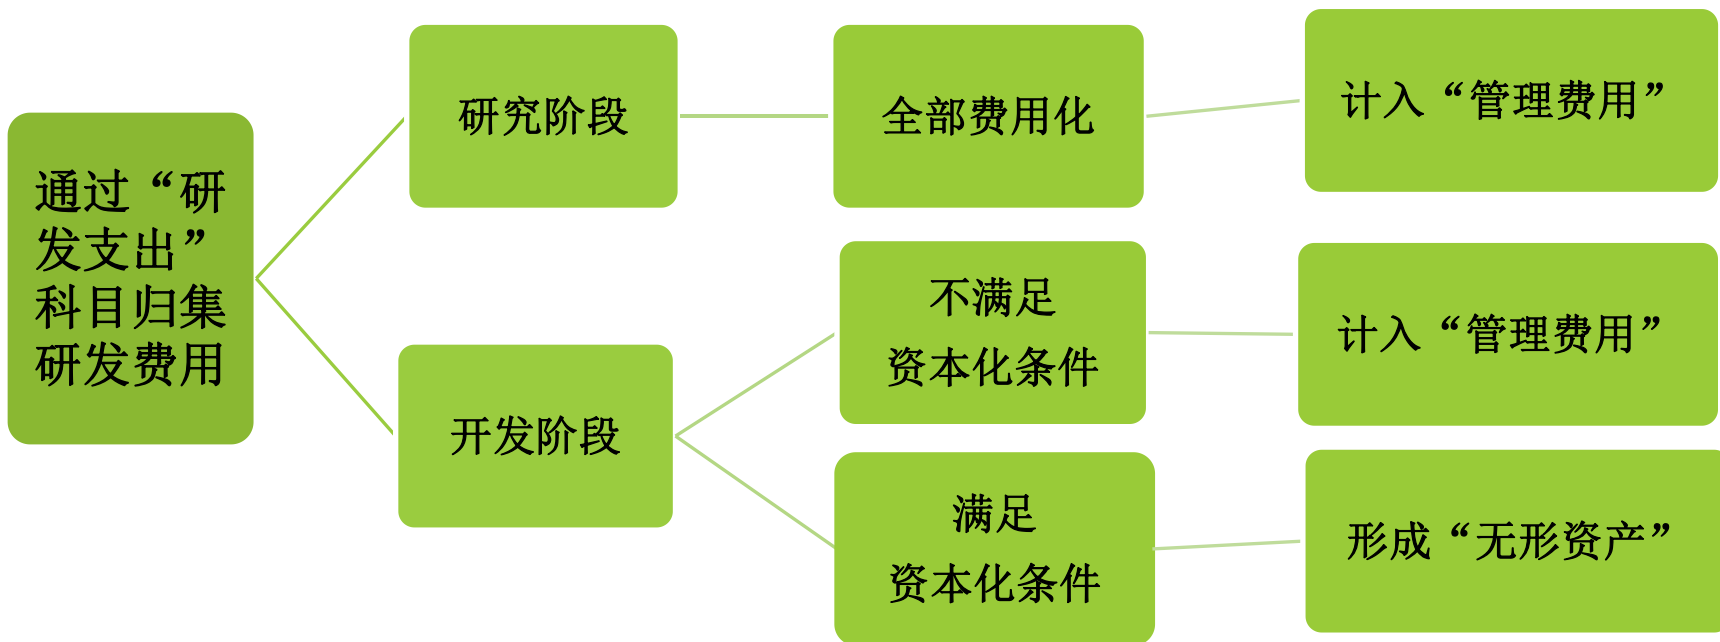 通过“研
发支出”
科目归集
研发费用
研究阶段
全部费用化
计入“管理费用”
开发阶段
不满足
资本化条件
计入“管理费用”
满足
资本化条件
形成“无形资产”